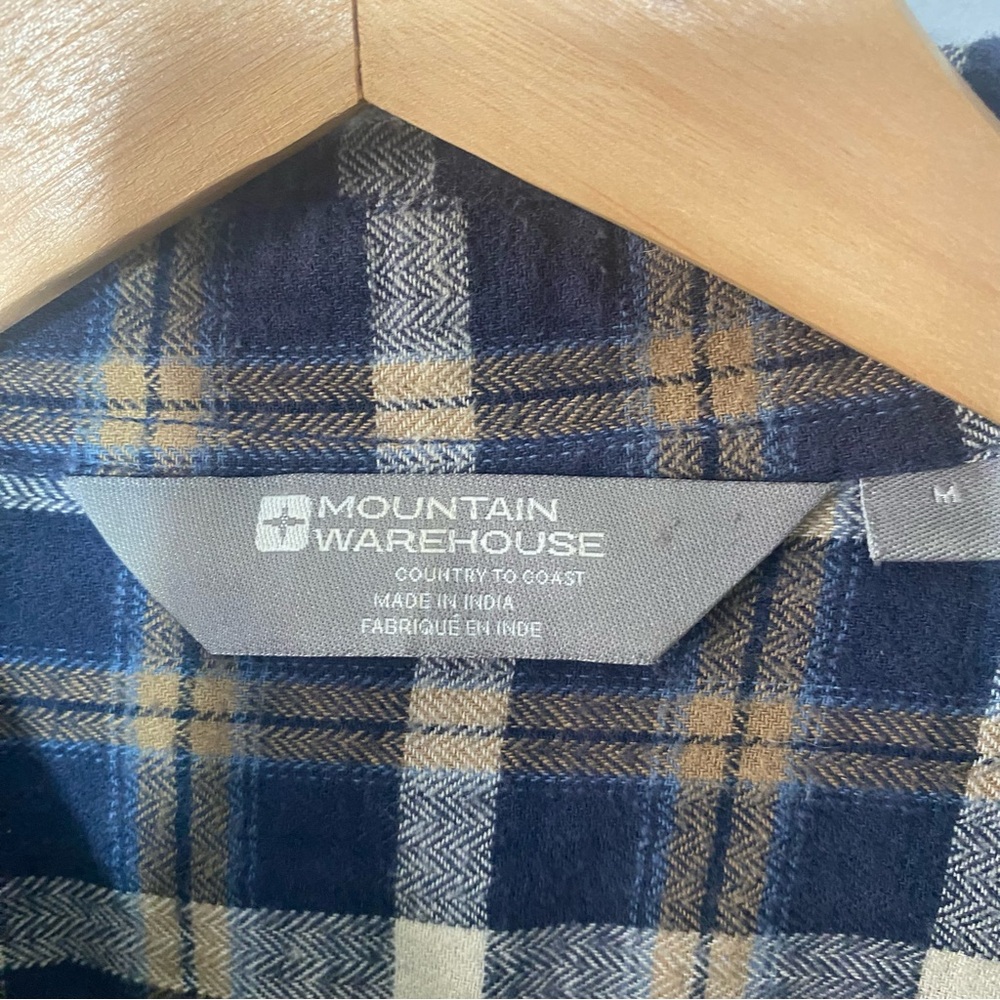 MOUNTAIN
WAREHOUSE
COUNTRY TO COAST
MADE IN INDIA
FABRIQUÉ EN INDE
M